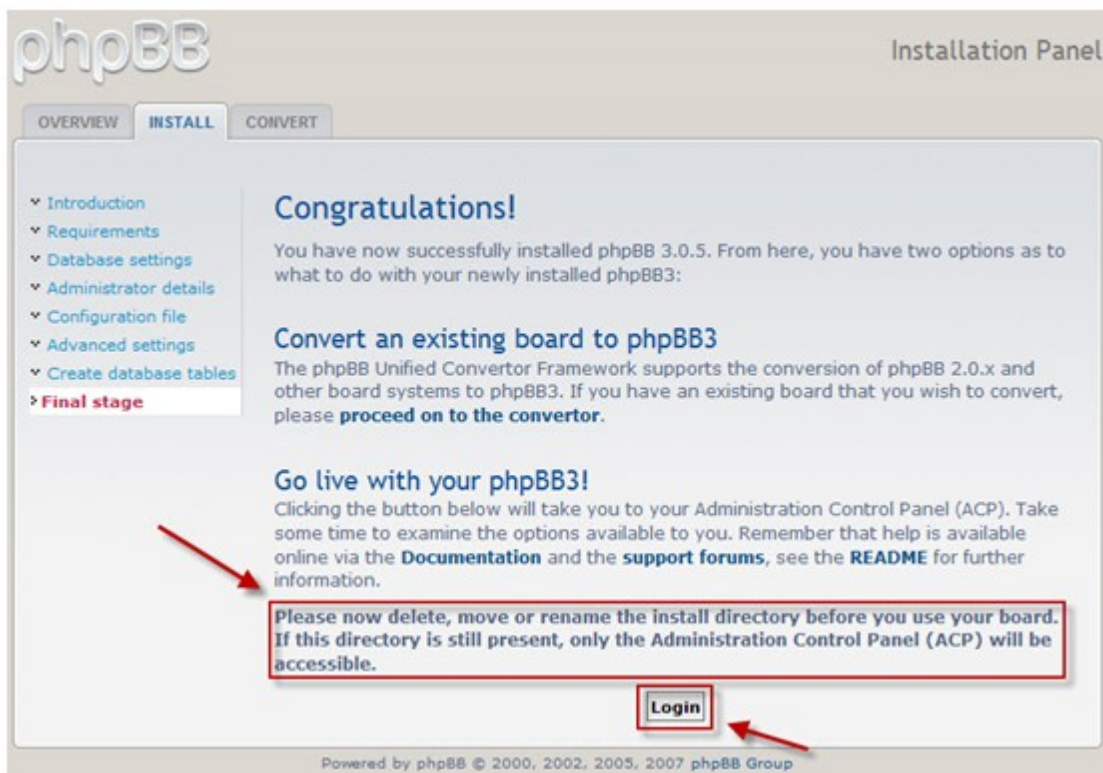 phpBB
Installation Panel
OVERVIEW INSTALL CONVERT
Introduction
Requirements
Database settings
Administrator details
Configuration file
Advanced settings
Create database tables
Final stage
Congratulations!
You have now successfully installed phpBB 3.0.5. From here, you have two options as to
what to do with your newly installed phpBB3:
Convert an existing board to phpBB3
The phpBB Unified Convertor Framework supports the conversion of phpBB 2.0.x and
other board systems to phpBB3. If you have an existing board that you wish to convert,
please proceed on to the convertor.
Go live with your phpBB3!
Clicking the button below will take you to your Administration Control Panel (ACP). Take
some time to examine the options available to you. Remember that help is available
online via the Documentation and the support forums, see the README for further
information.
Please now delete, move or rename the install directory before you use your board.
If this directory is still present, only the Administration Control Panel (ACP) will be
accessible.
Login
Powered by phpBB © 2000, 2002, 2005, 2007 phpBB Group